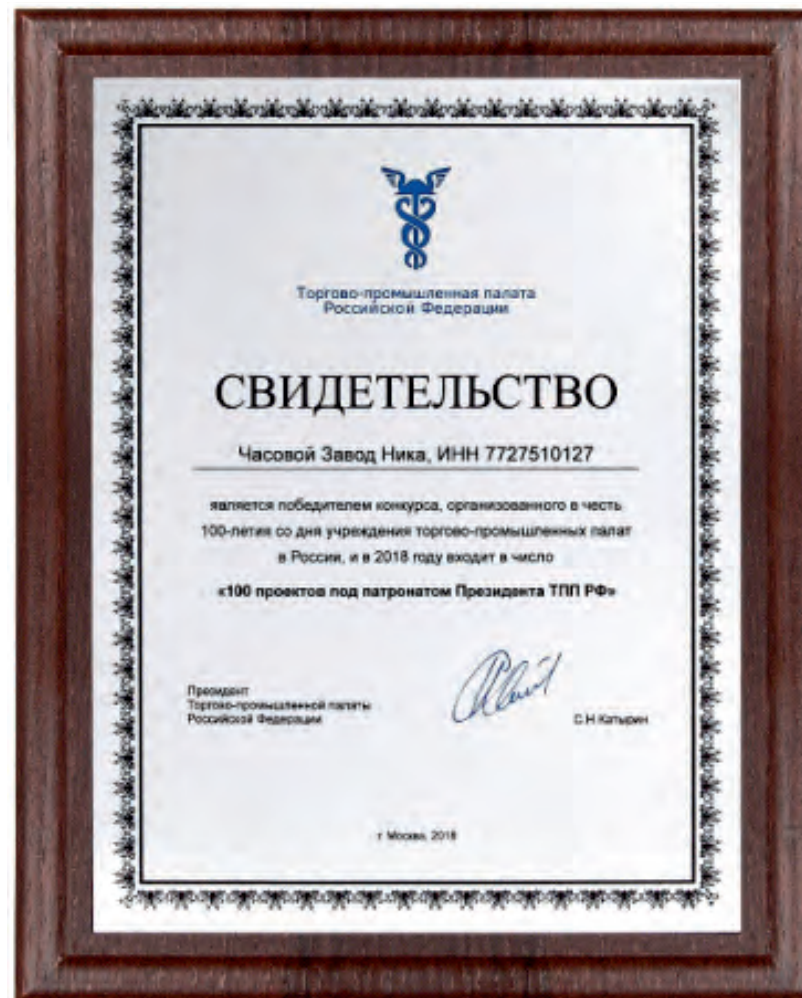 Торгово-промышленная палата
Российской Федерации
СВИДЕТЕЛЬСТВО
Часовой Завод Ника, ИНН 7727510127
является победителем конкурса, организованного в честь
100-летия со дня учреждения торгово-промышленных палат
в России, и в 2018 году входит в число
«100 проектов под патронатом Президента ТПП РФ»
Президент
Торгово-промышленной палаты
Российской Федерации
С.Н.Катырин
г. Москва, 2018